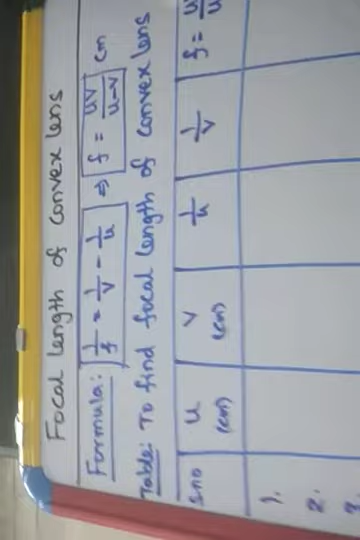 Focal length of convex lens
Formula: 1/f = 1/v - 1/u ⇒ f = uv/u-v cm
Table: To find focal length of convex lens
sno u (cm) v (cm) 1/u 1/v f =
1.
2.